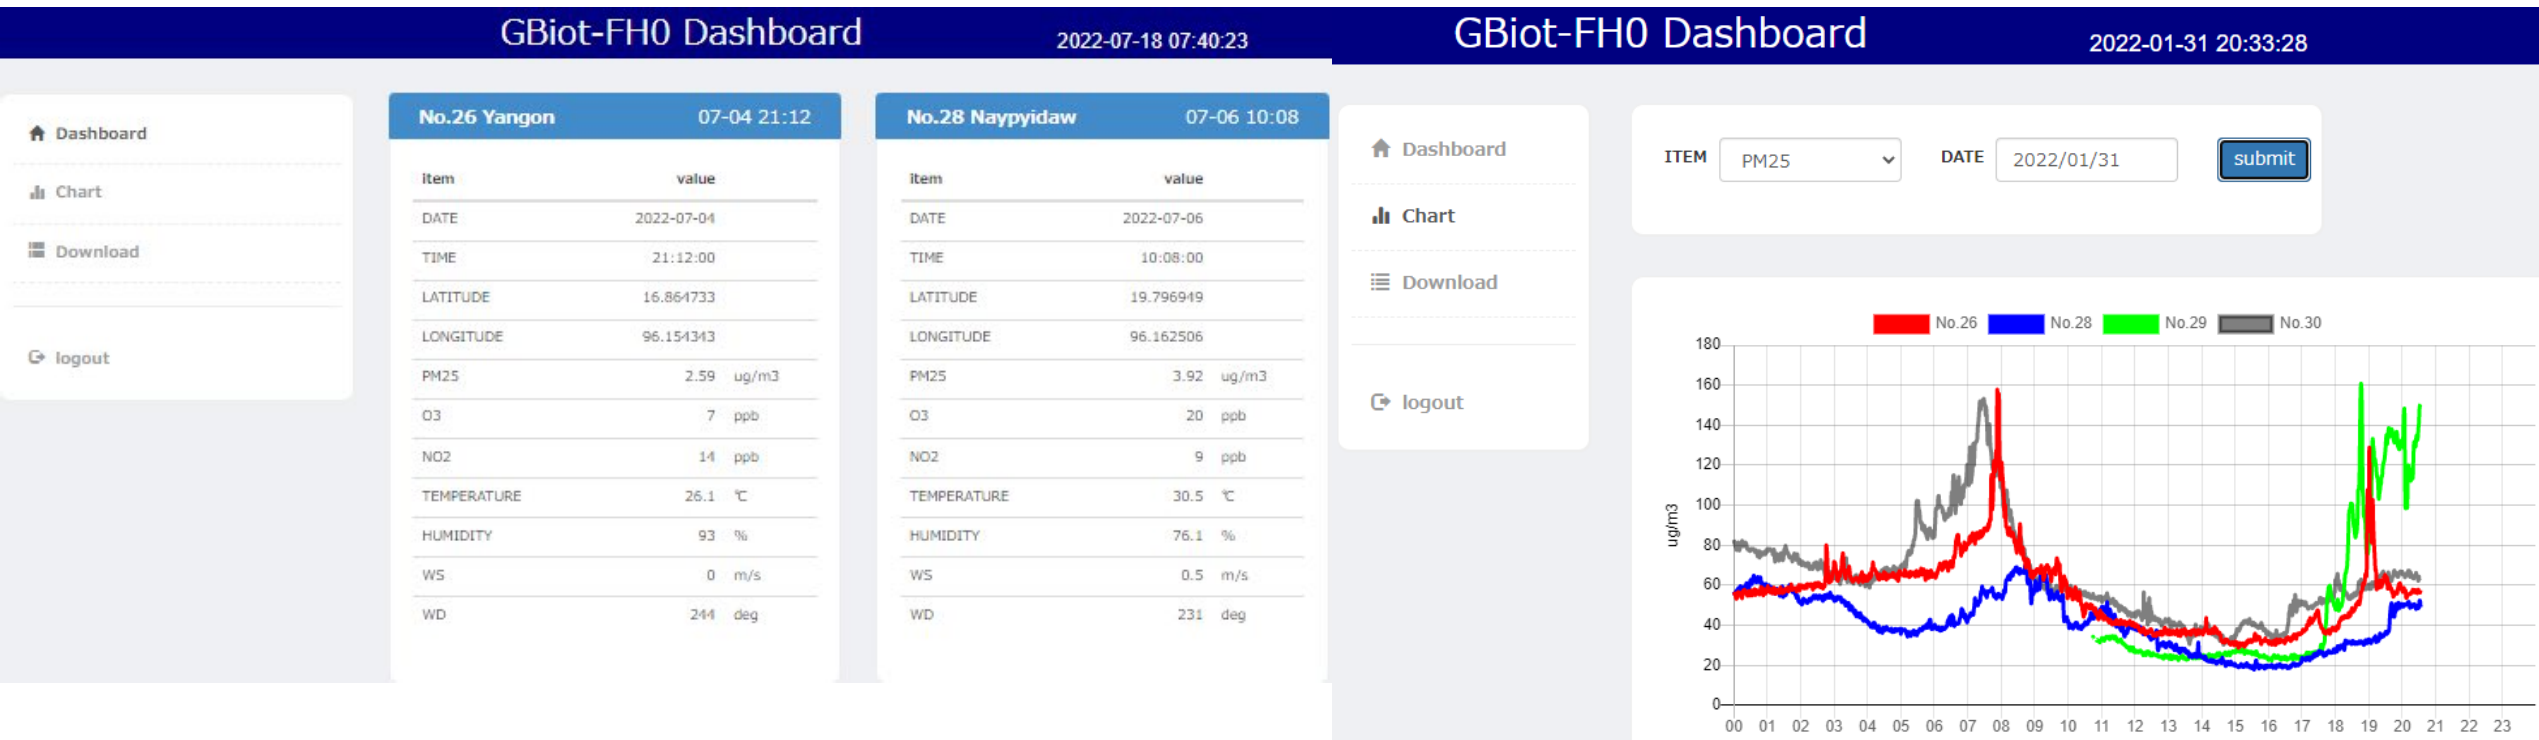 GBiot-FH0 Dashboard
2022-07-18 07:40:23
Dashboard
Chart
Download
logout
No.26 Yangon 07-04 21:12
item value
DATE 2022-07-04
TIME 21:12:00
LATITUDE 16.864733
LONGITUDE 96.154343
PM25 2.59 ug/m3
O3 7 ppb
NO2 14 ppb
TEMPERATURE 26.1 ℃
HUMIDITY 93 %
WS 0 m/s
WD 244 deg
No.28 Naypyidaw 07-06 10:08
item value
DATE 2022-07-06
TIME 10:08:00
LATITUDE 19.796949
LONGITUDE 96.162506
PM25 3.92 ug/m3
O3 20 ppb
NO2 9 ppb
TEMPERATURE 30.5 ℃
HUMIDITY 76.1 %
WS 0.5 m/s
WD 231 deg
GBiot-FH0 Dashboard
2022-01-31 20:33:28
Dashboard
Chart
Download
logout
ITEM PM25 DATE 2022/01/31 submit
No.26 No.28 No.29 No.30
ug/m3
180
160
140
120
100
80
60
40
20
0
00 01 02 03 04 05 06 07 08 09 10 11 12 13 14 15 16 17 18 19 20 21 22 23